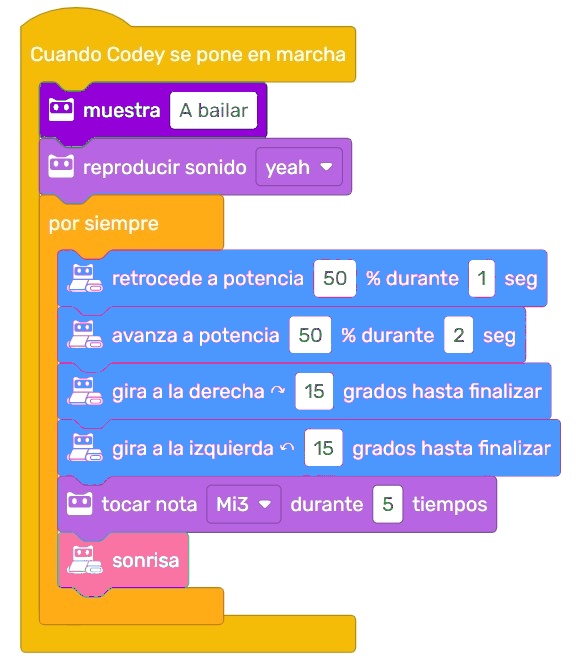 Cuando Codey se pone en marcha
muestra A bailar
reproducir sonido yeah
por siempre
retrocede a potencia 50 % durante 1 seg
avanza a potencia 50 % durante 2 seg
gira a la derecha 15 grados hasta finalizar
gira a la izquierda 15 grados hasta finalizar
tocar nota Mi3 durante 5 tiempos
sonrisa